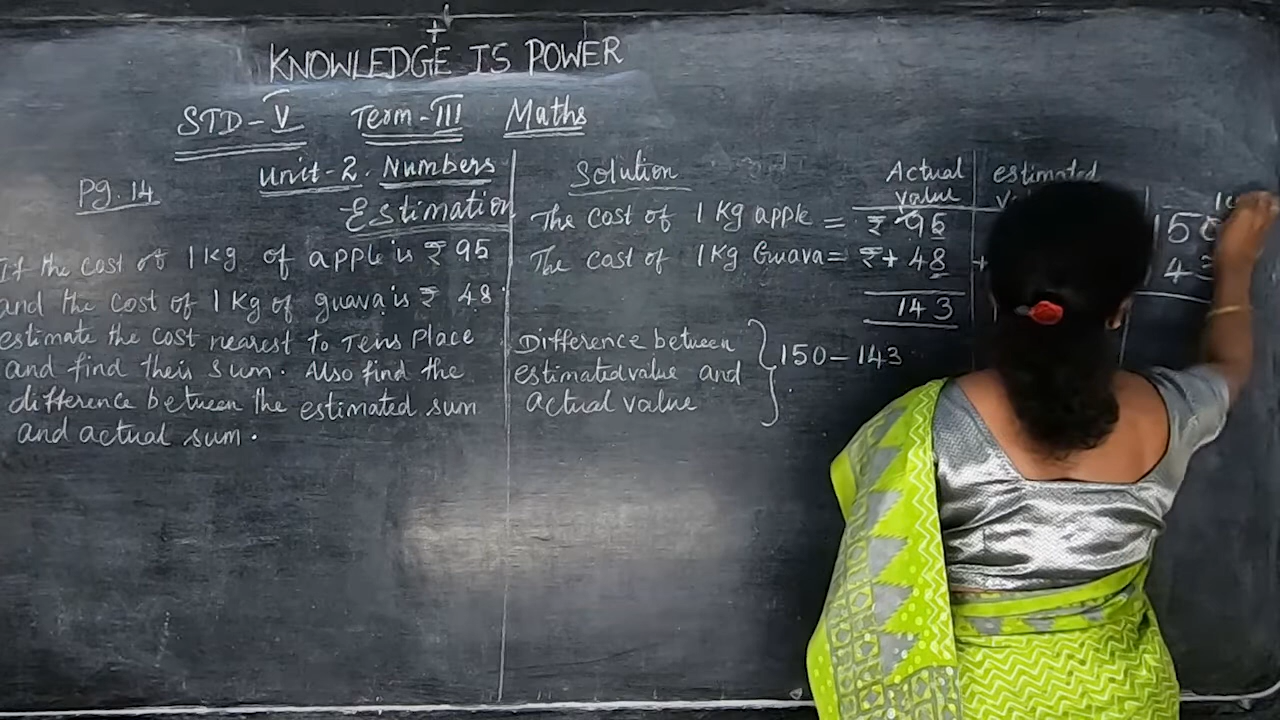 KNOWLEDGE IS POWER
STD-V Term-III Maths
Unit-2. Numbers
Pg. 14
Estimation
If the cost of 1 kg of apple is ₹ 95
and the cost of 1 Kg of guava is ₹ 48.
estimate the cost nearest to Tens Place
and find their sum. Also find the
difference between the estimated sum
and actual sum.
Solution
Actual value
estimated
The cost of 1 Kg apple = ₹ 95
The cost of 1 Kg Guava = ₹ + 48 +
143
Difference between
estimated value and
actual value
150 - 143
15
4